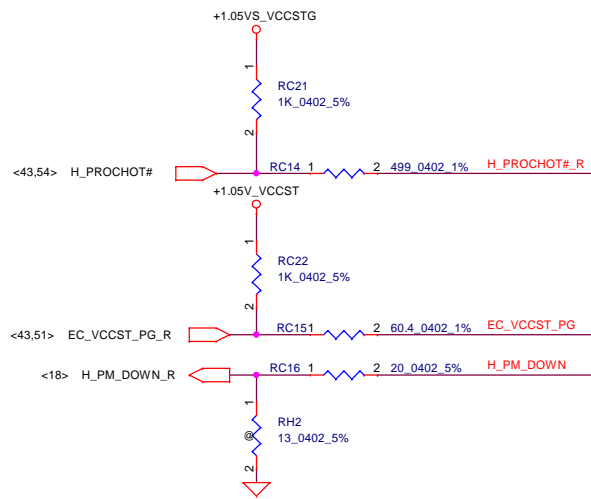 +1.05VS_VCCSTG
1
RC21
1K_0402_5%
2
<43,54> H_PROCHOT# RC14 1 2 499_0402_1% H_PROCHOT#_R
+1.05V_VCCST
1
RC22
1K_0402_5%
2
<43,51> EC_VCCST_PG_R RC151 2 60.4_0402_1% EC_VCCST_PG
<18> H_PM_DOWN_R RC16 1 2 20_0402_5% H_PM_DOWN
1
RH2
@ 13_0402_5%
2